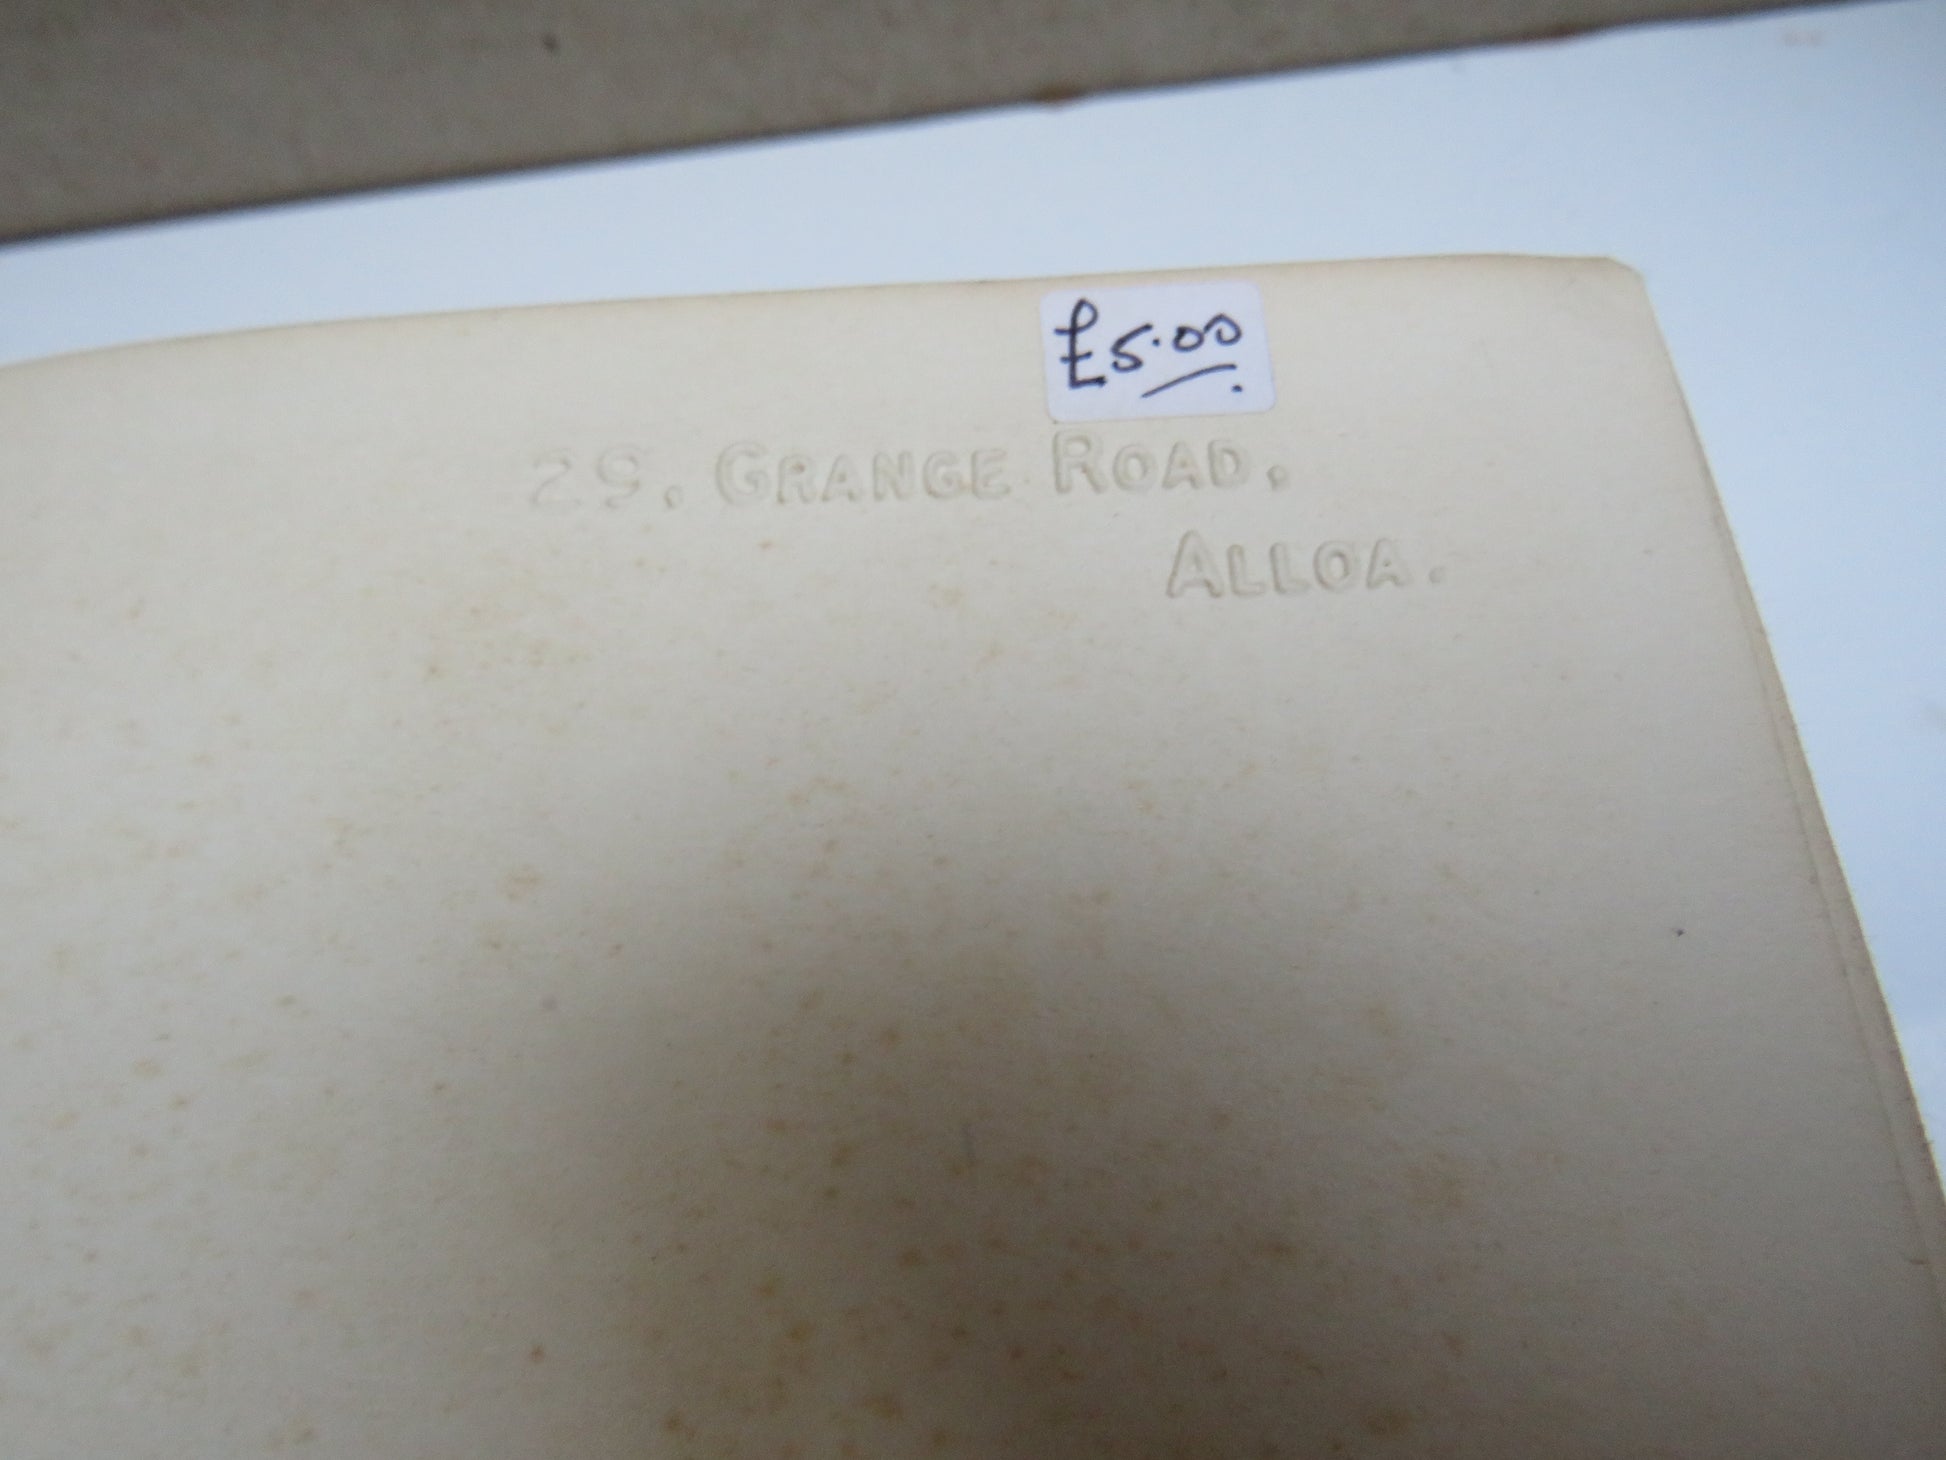 £5.00
29. GRANGE ROAD.
ALLOA.